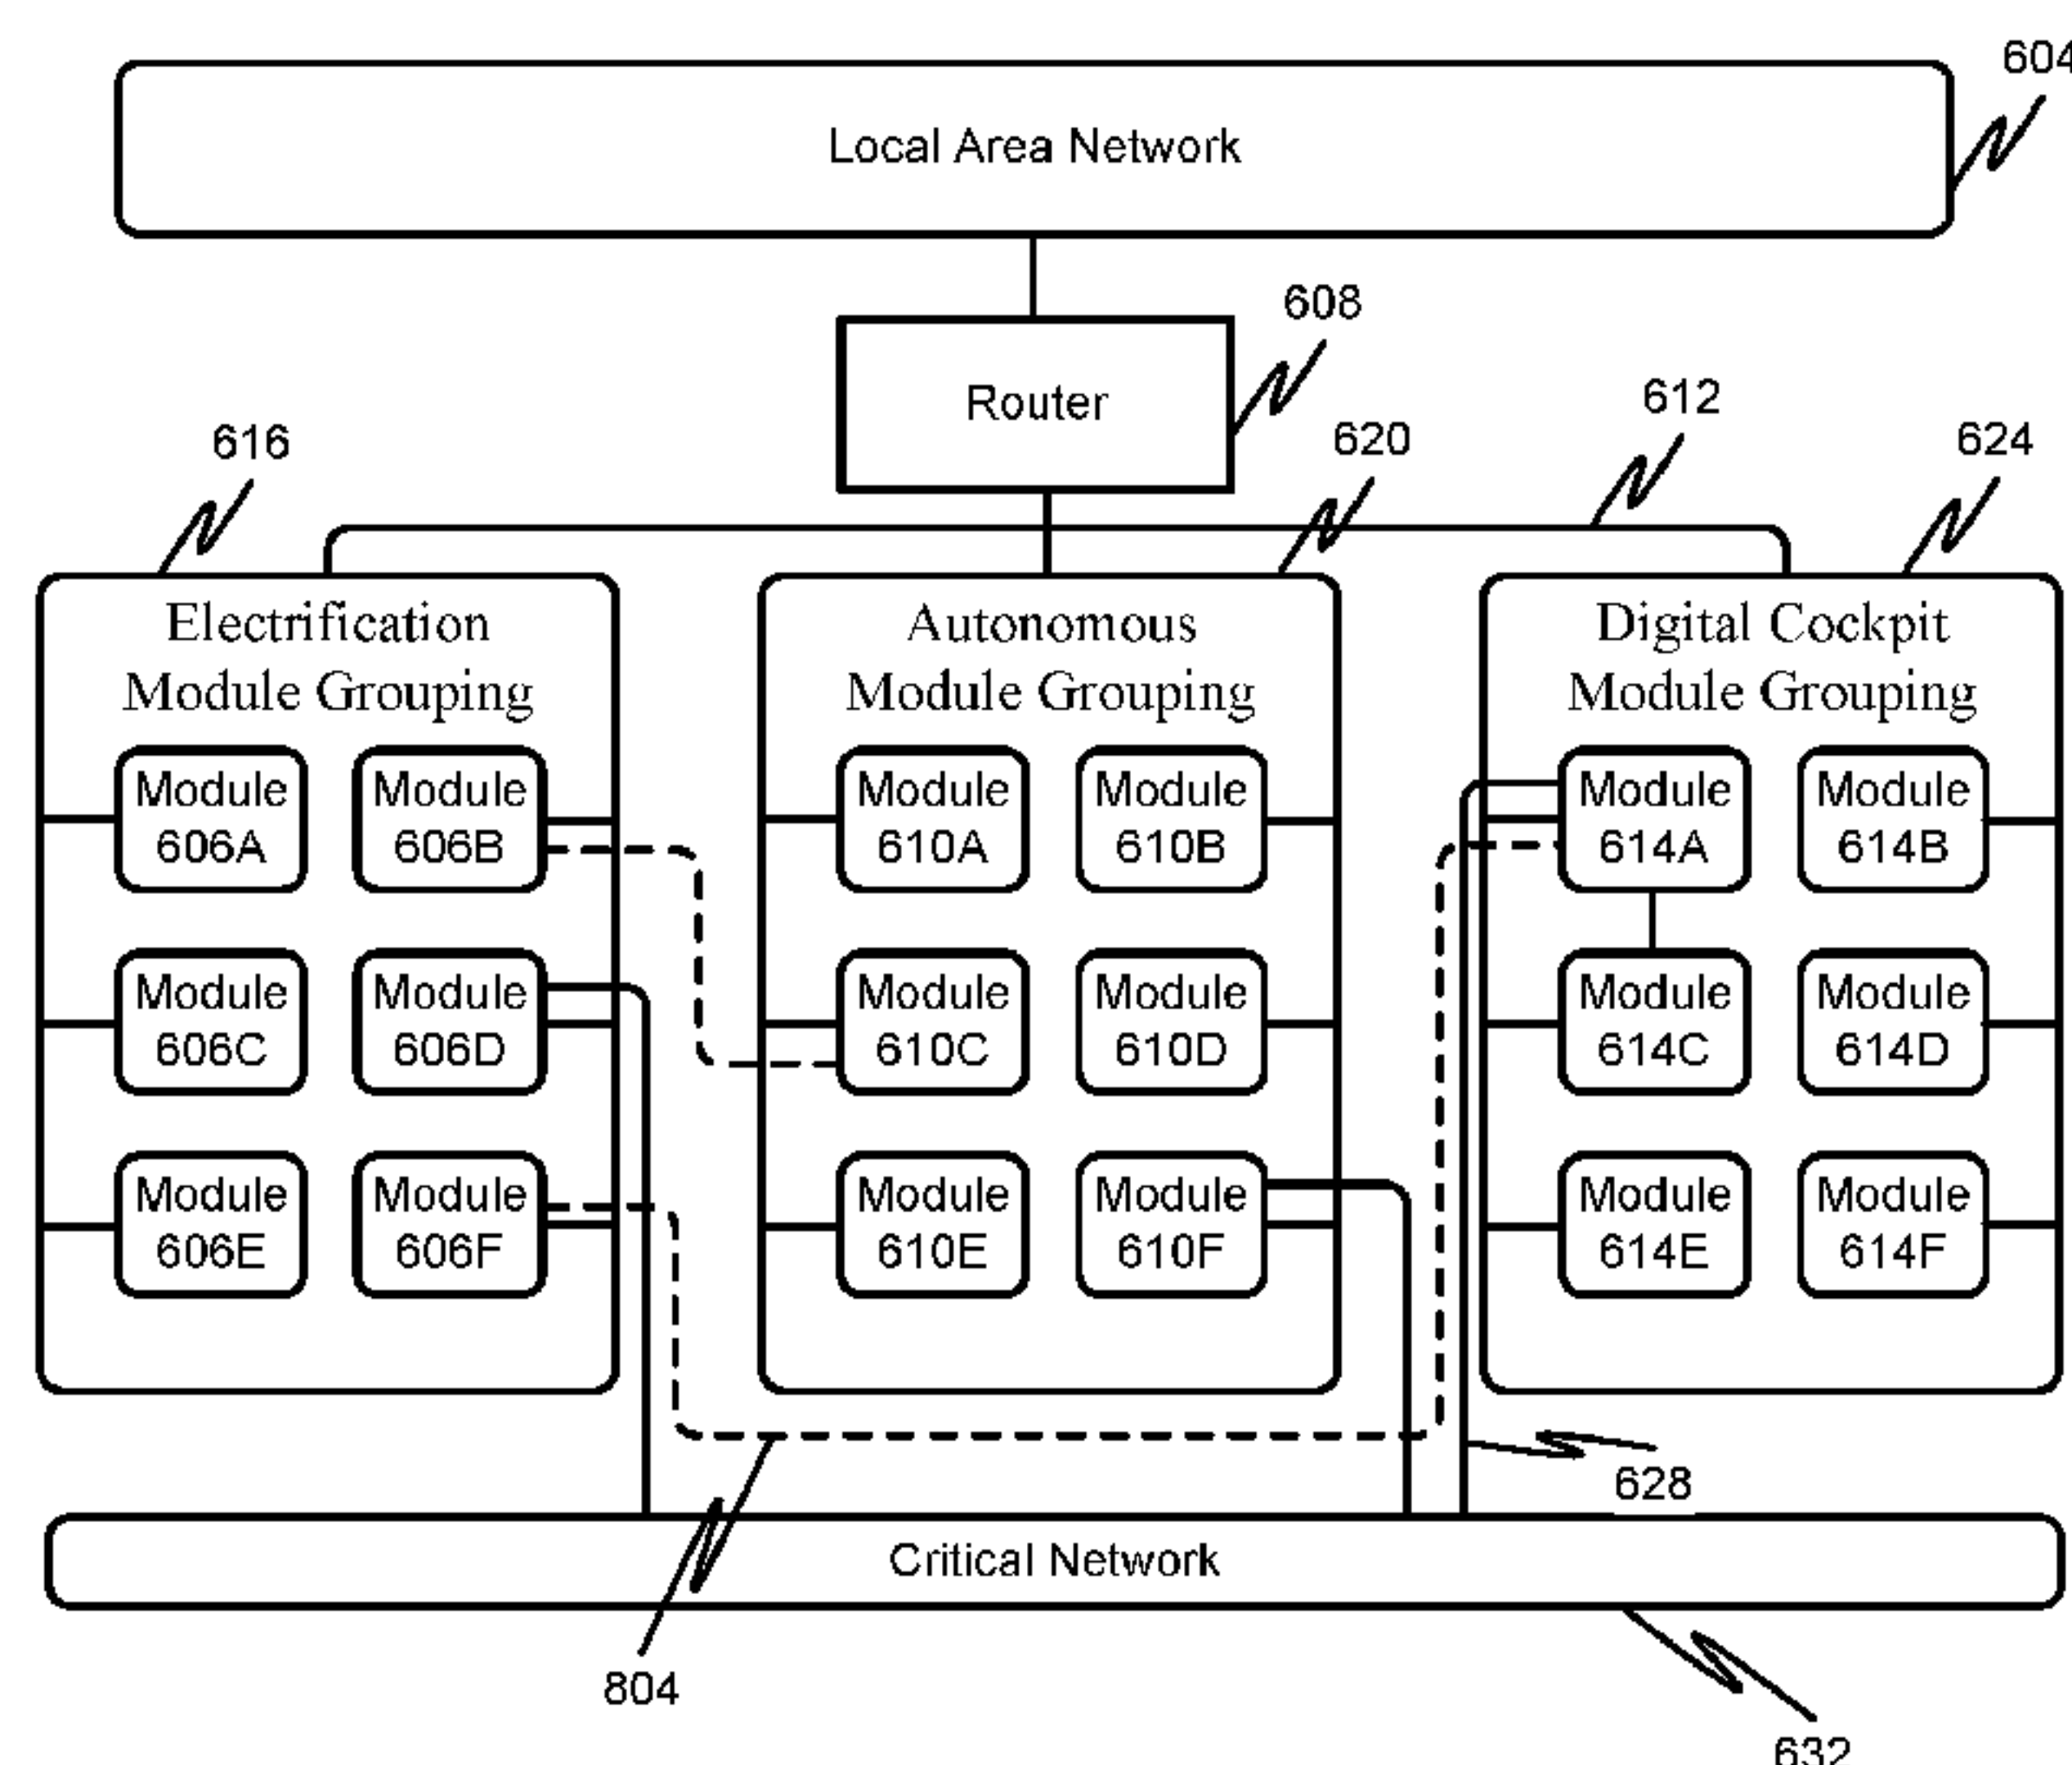 604
Local Area Network
608
Router
612
616
620
624
Electrification
Module Grouping
Autonomous
Module Grouping
Digital Cockpit
Module Grouping
Module
606A
Module
606B
Module
610A
Module
610B
Module
614A
Module
614B
Module
606C
Module
606D
Module
610C
Module
610D
Module
614C
Module
614D
Module
606E
Module
606F
Module
610E
Module
610F
Module
614E
Module
614F
628
Critical Network
804
632